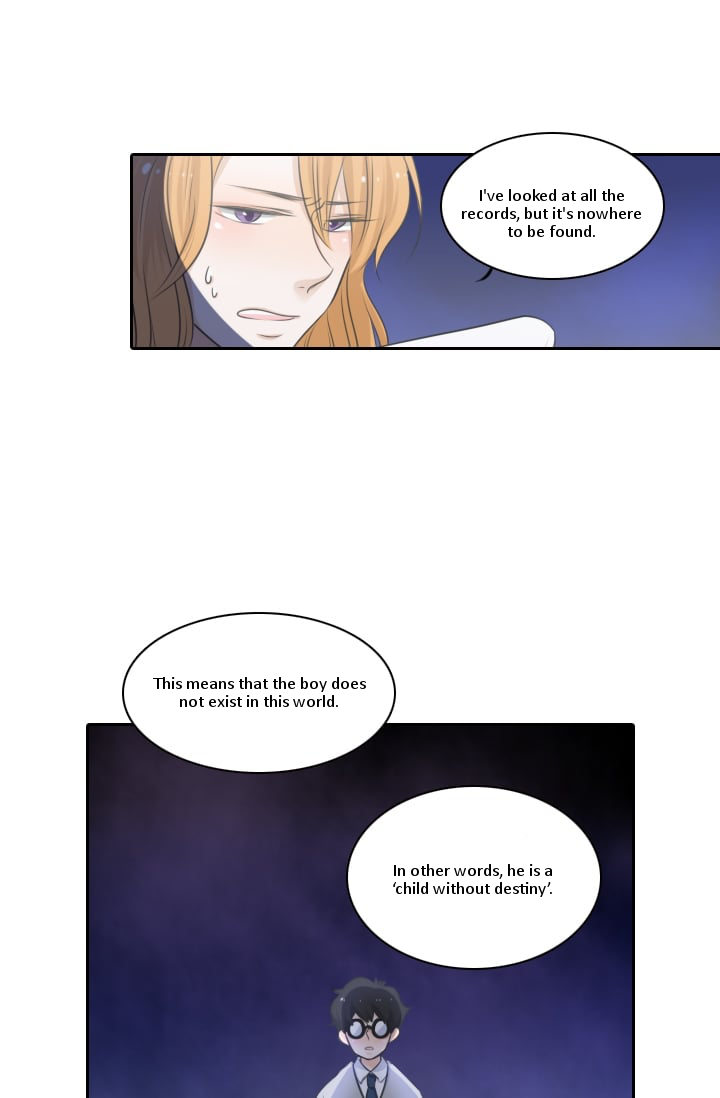 I've looked at all the
records, but it's nowhere
to be found.
This means that the boy does
not exist in this world.
In other words, he is a
‘child without destiny’.